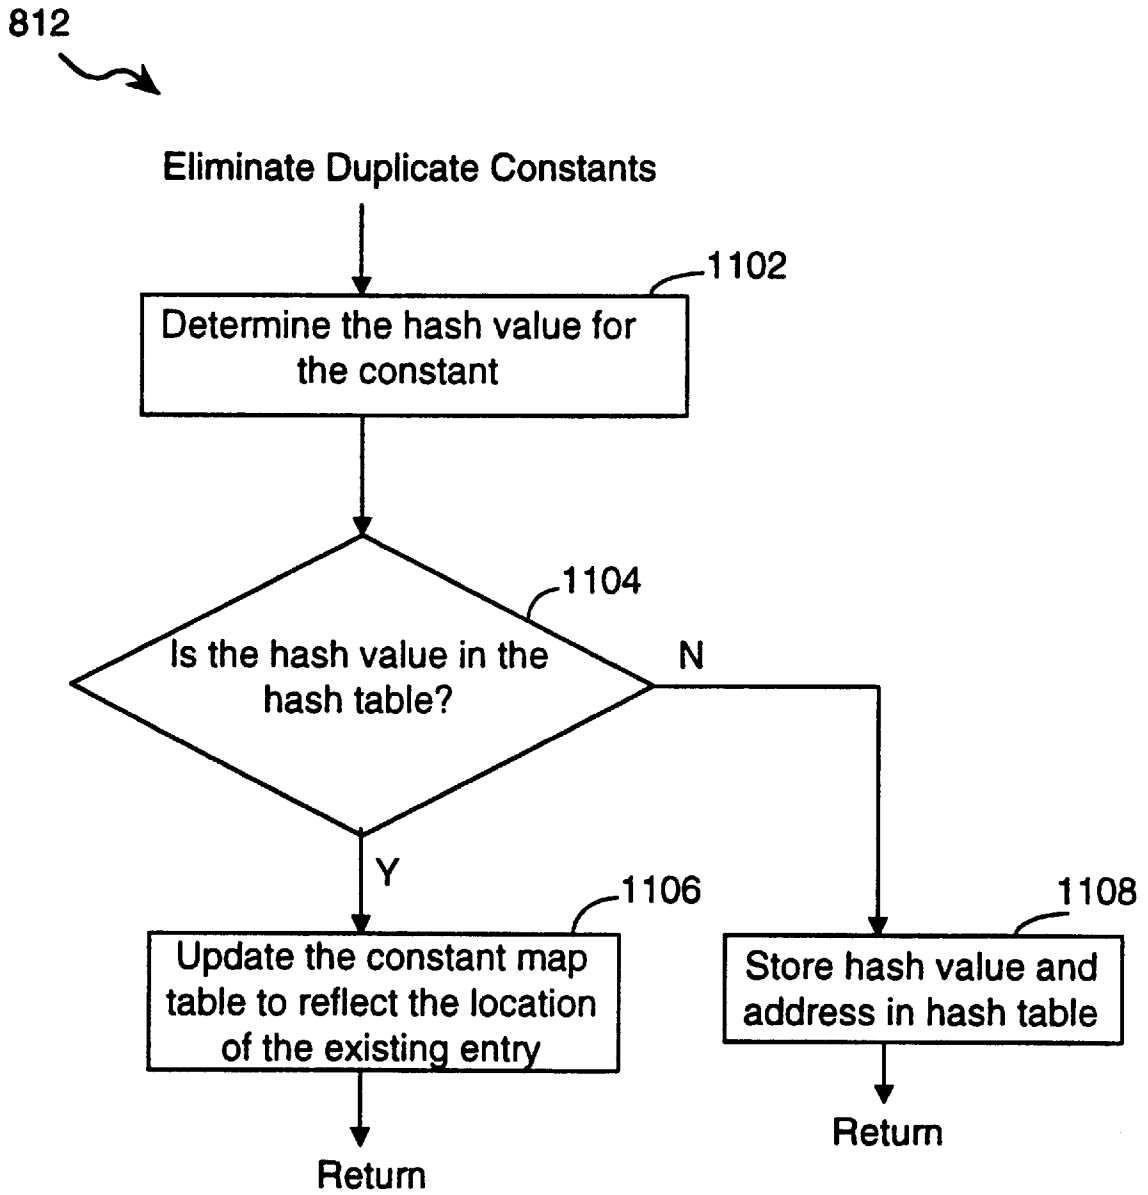 812
Eliminate Duplicate Constants
1102
Determine the hash value for
the constant
1104
Is the hash value in the
hash table?
N
Y
1106
Update the constant map
table to reflect the location
of the existing entry
1108
Store hash value and
address in hash table
Return
Return